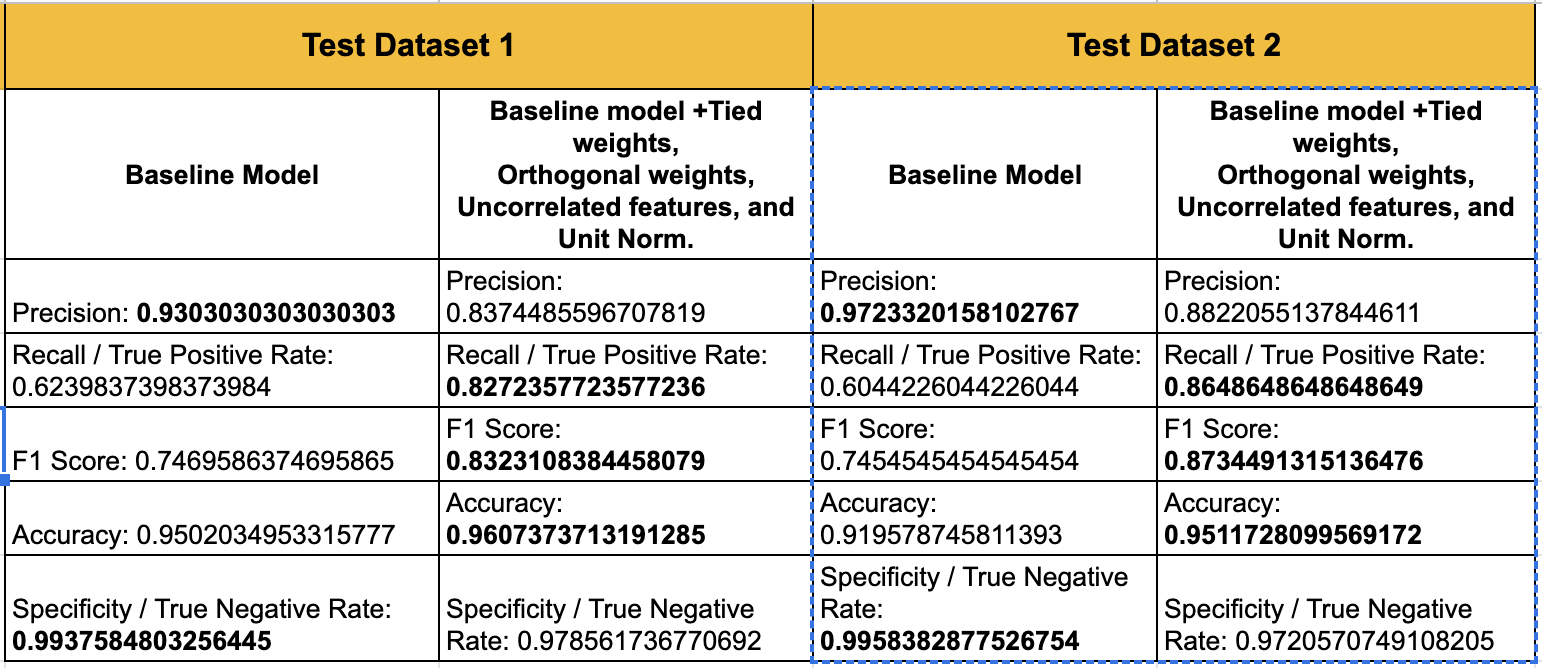 Test Dataset 1
Test Dataset 2
Baseline Model
Baseline model +Tied
weights,
Orthogonal weights,
Uncorrelated features, and
Unit Norm.
Baseline Model
Baseline model +Tied
weights,
Orthogonal weights,
Uncorrelated features, and
Unit Norm.
Precision: 0.9303030303030303
Precision:
0.8374485596707819
Precision:
0.9723320158102767
Precision:
0.8822055137844611
Recall / True Positive Rate:
0.6239837398373984
Recall / True Positive Rate:
0.8272357723577236
Recall / True Positive Rate:
0.6044226044226044
Recall / True Positive Rate:
0.8648648648648649
F1 Score: 0.7469586374695865
F1 Score:
0.8323108384458079
F1 Score:
0.7454545454545454
F1 Score:
0.8734491315136476
Accuracy: 0.9502034953315777
Accuracy:
0.9607373713191285
Accuracy:
0.919578745811393
Accuracy:
0.9511728099569172
Specificity / True Negative Rate:
0.9937584803256445
Specificity / True Negative
Rate: 0.978561736770692
Specificity / True Negative
Rate:
0.9958382877526754
Specificity / True Negative
Rate: 0.9720570749108205